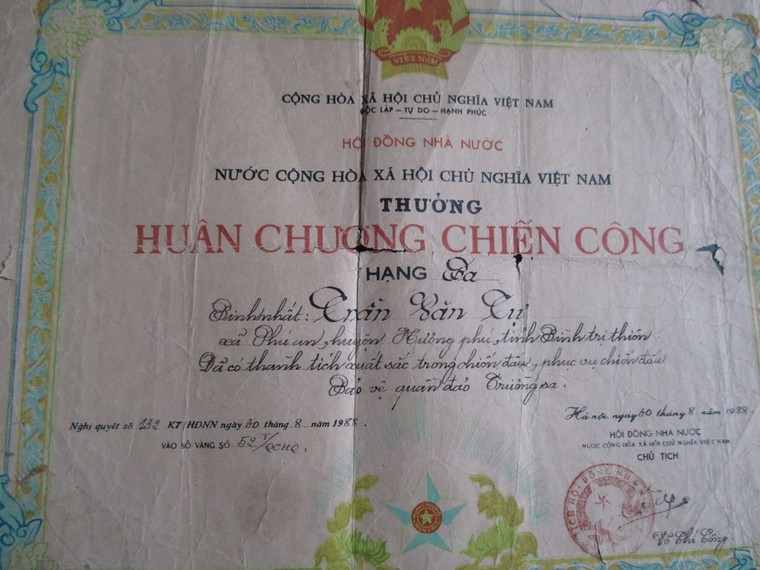 VIỆT NAM
CỘNG HÒA XÃ HỘI CHỦ NGHĨA VIỆT NAM
ĐỘC LẬP - TỰ DO - HẠNH PHÚC
HỘI ĐỒNG NHÀ NƯỚC
NƯỚC CỘNG HÒA XÃ HỘI CHỦ NGHĨA VIỆT NAM
THƯỞNG
HUÂN CHƯƠNG CHIẾN CÔNG
HẠNG Ba
Binh nhất: Trần Văn Tự
xã Phú an, huyện Hương phú, tỉnh Bình trị thiên
Đã có thành tích xuất sắc trong chiến đấu, phục vụ chiến đấu
Bảo vệ quần đảo Trường sa.
Nghị quyết số 232 KT/HĐNN ngày 30 tháng 8 năm 1988.
VÀO SỔ VÀNG SỐ 52
Hà nội, ngày 30 tháng 8 năm 1988.
HỘI ĐỒNG NHÀ NƯỚC
NƯỚC CỘNG HÒA XÃ HỘI CHỦ NGHĨA VIỆT NAM
CHỦ TỊCH
Võ Chí Công